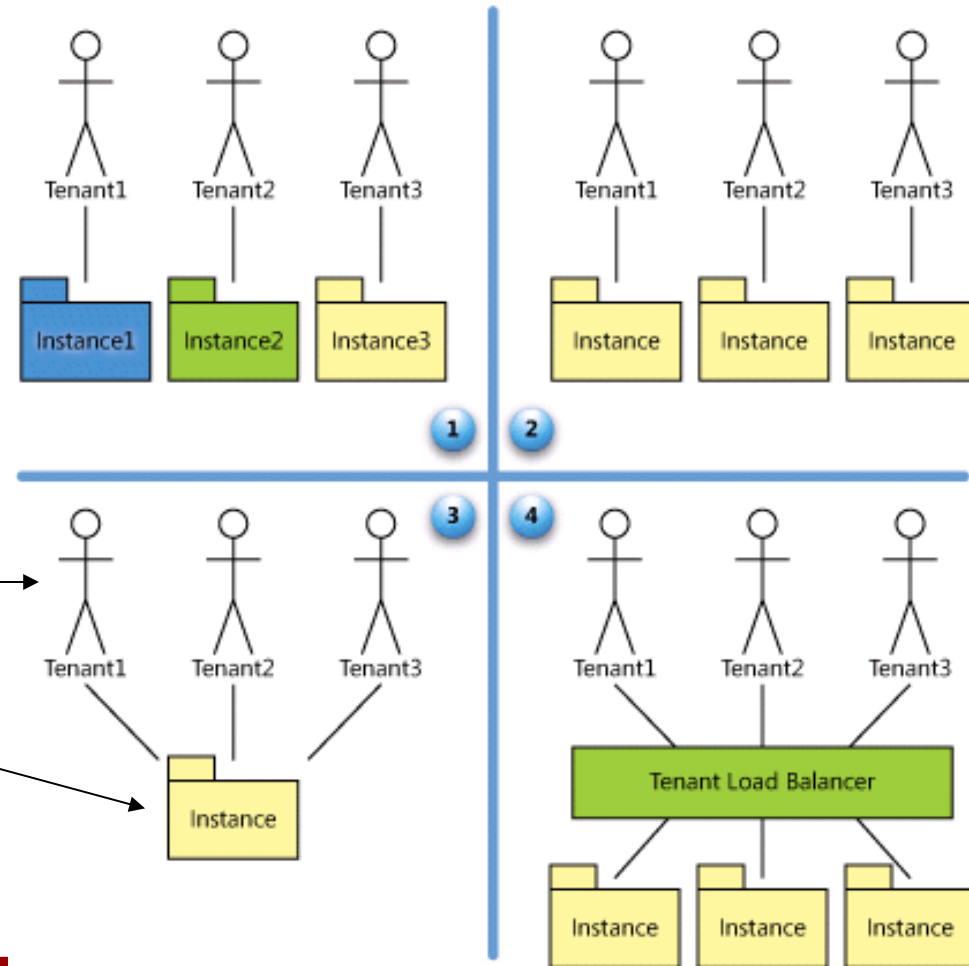 Tenant1 Tenant2 Tenant3
Instance1 Instance2 Instance3
1
Tenant1 Tenant2 Tenant3
Instance Instance Instance
2
3
Tenant1 Tenant2 Tenant3
Instance
4
Tenant1 Tenant2 Tenant3
Tenant Load Balancer
Instance Instance Instance